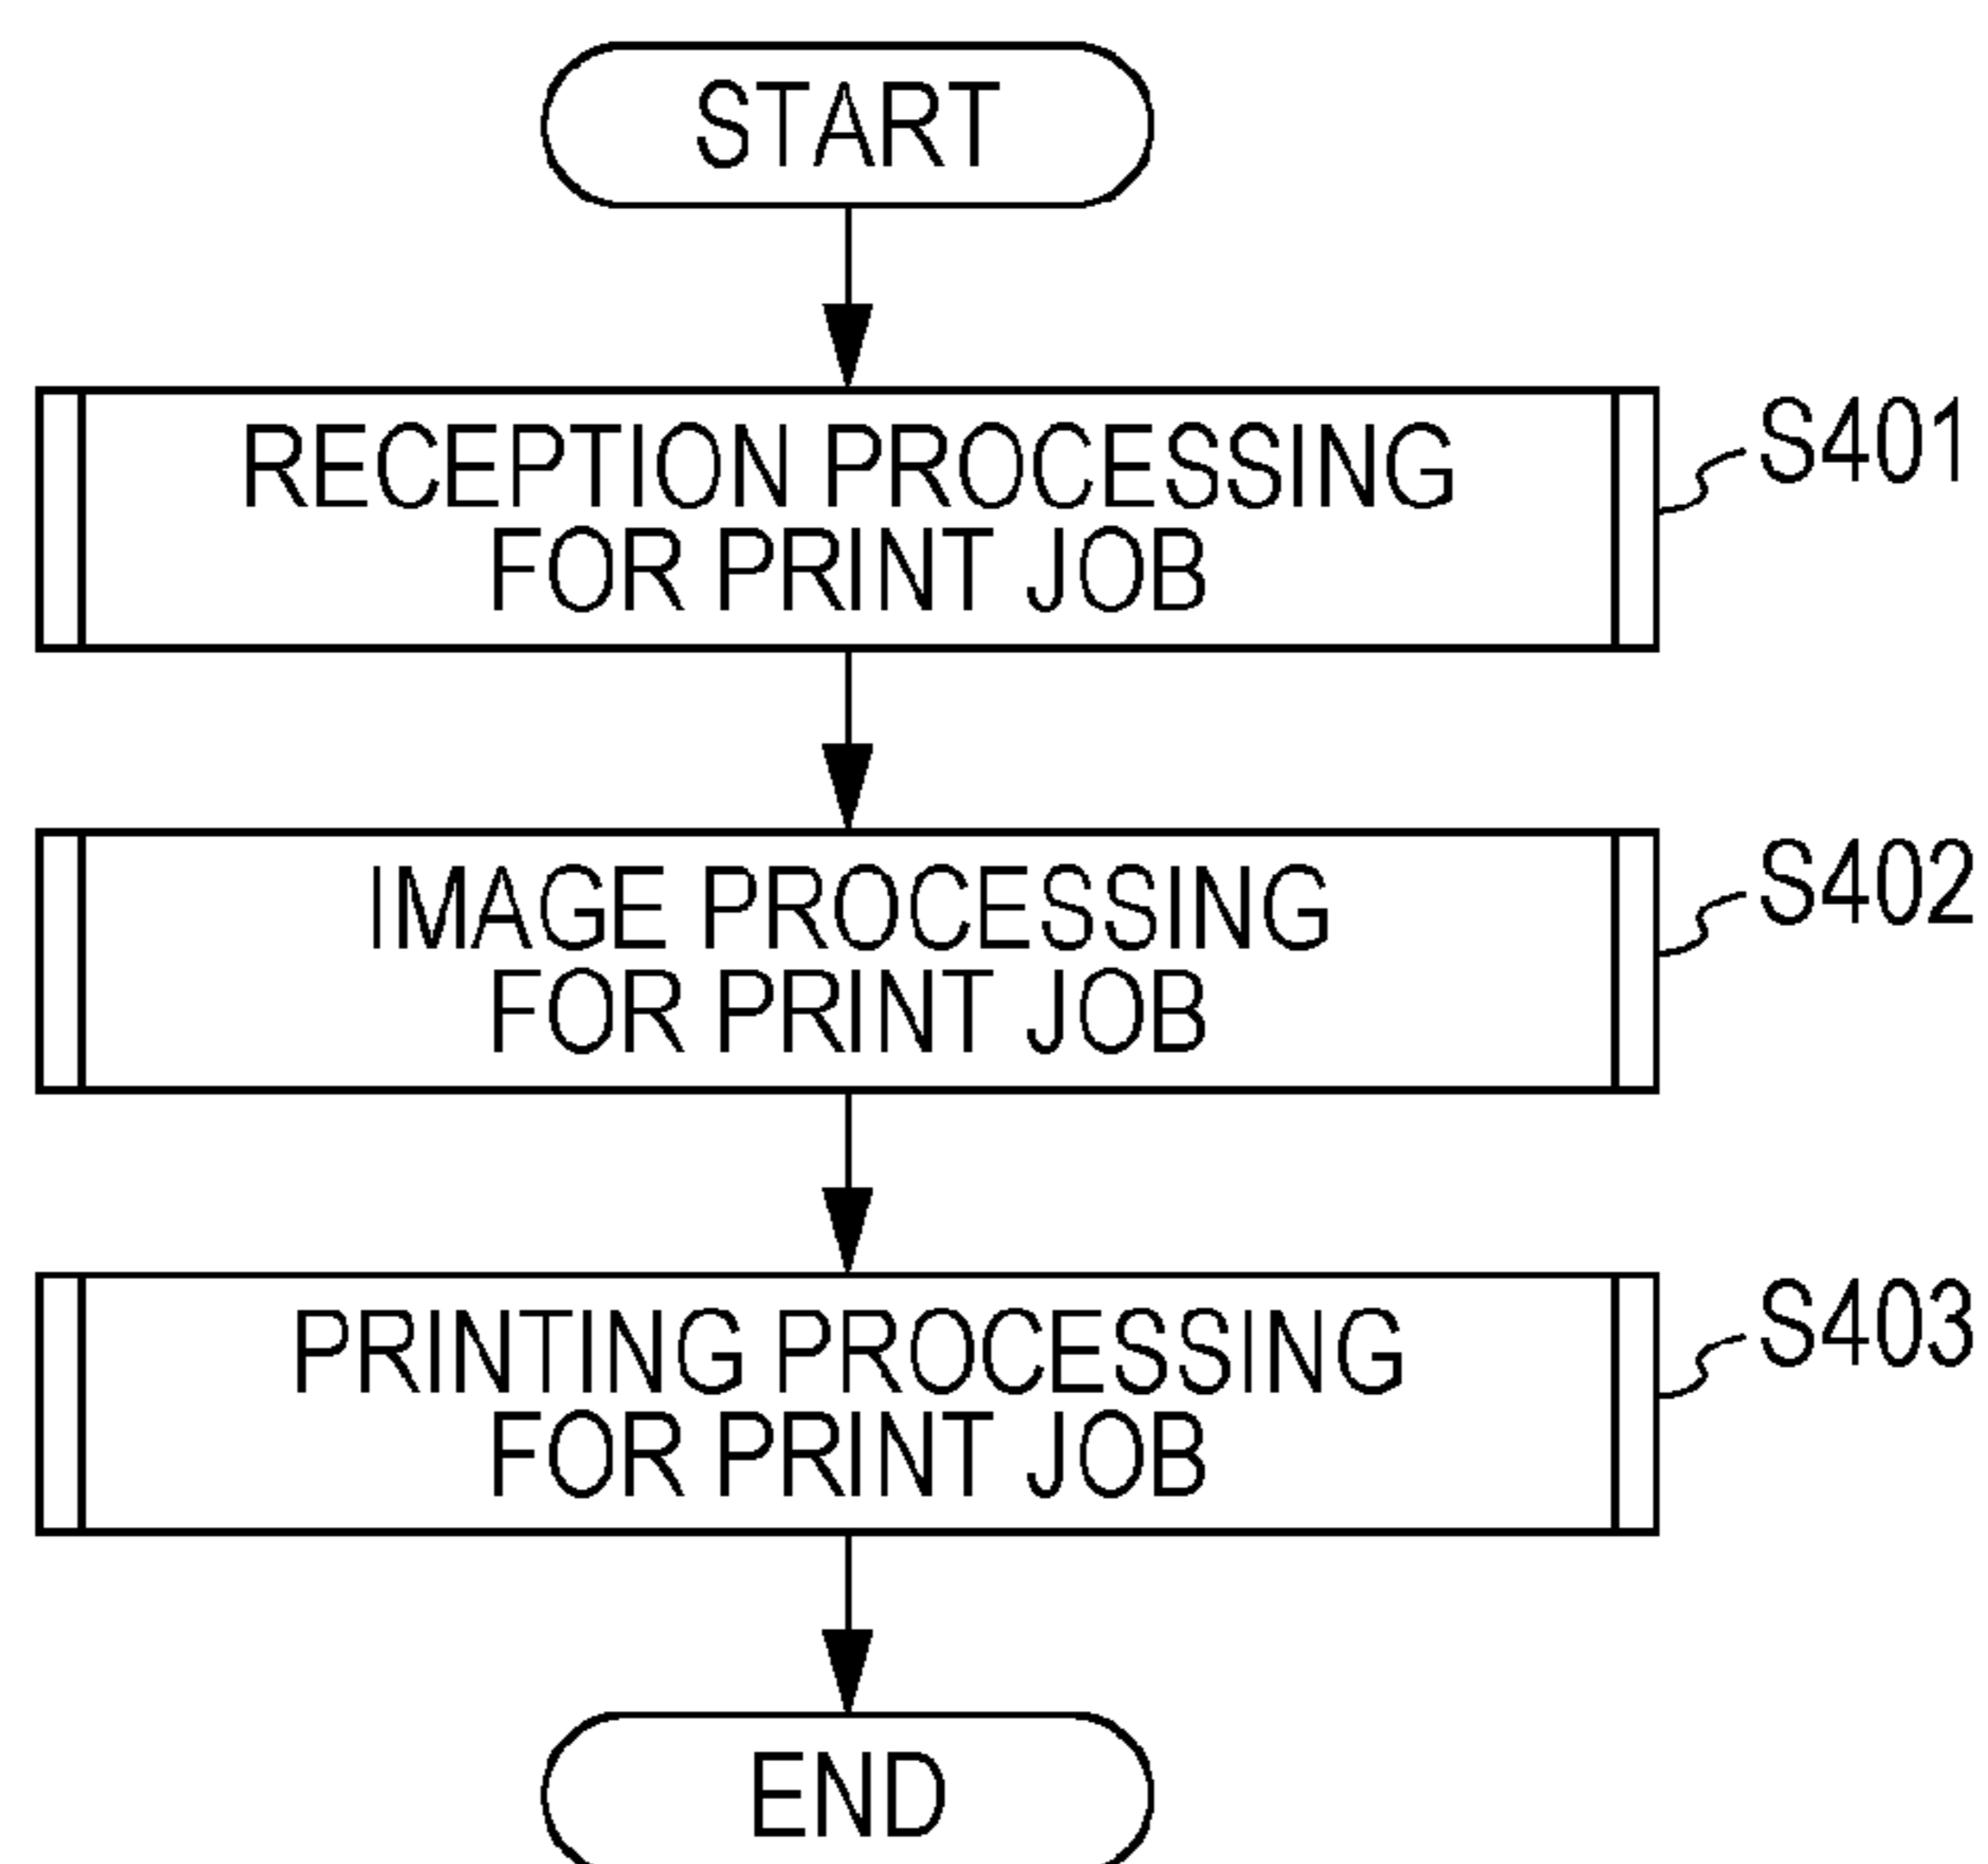 START
RECEPTION PROCESSING
FOR PRINT JOB
S401
IMAGE PROCESSING
FOR PRINT JOB
S402
PRINTING PROCESSING
FOR PRINT JOB
S403
END